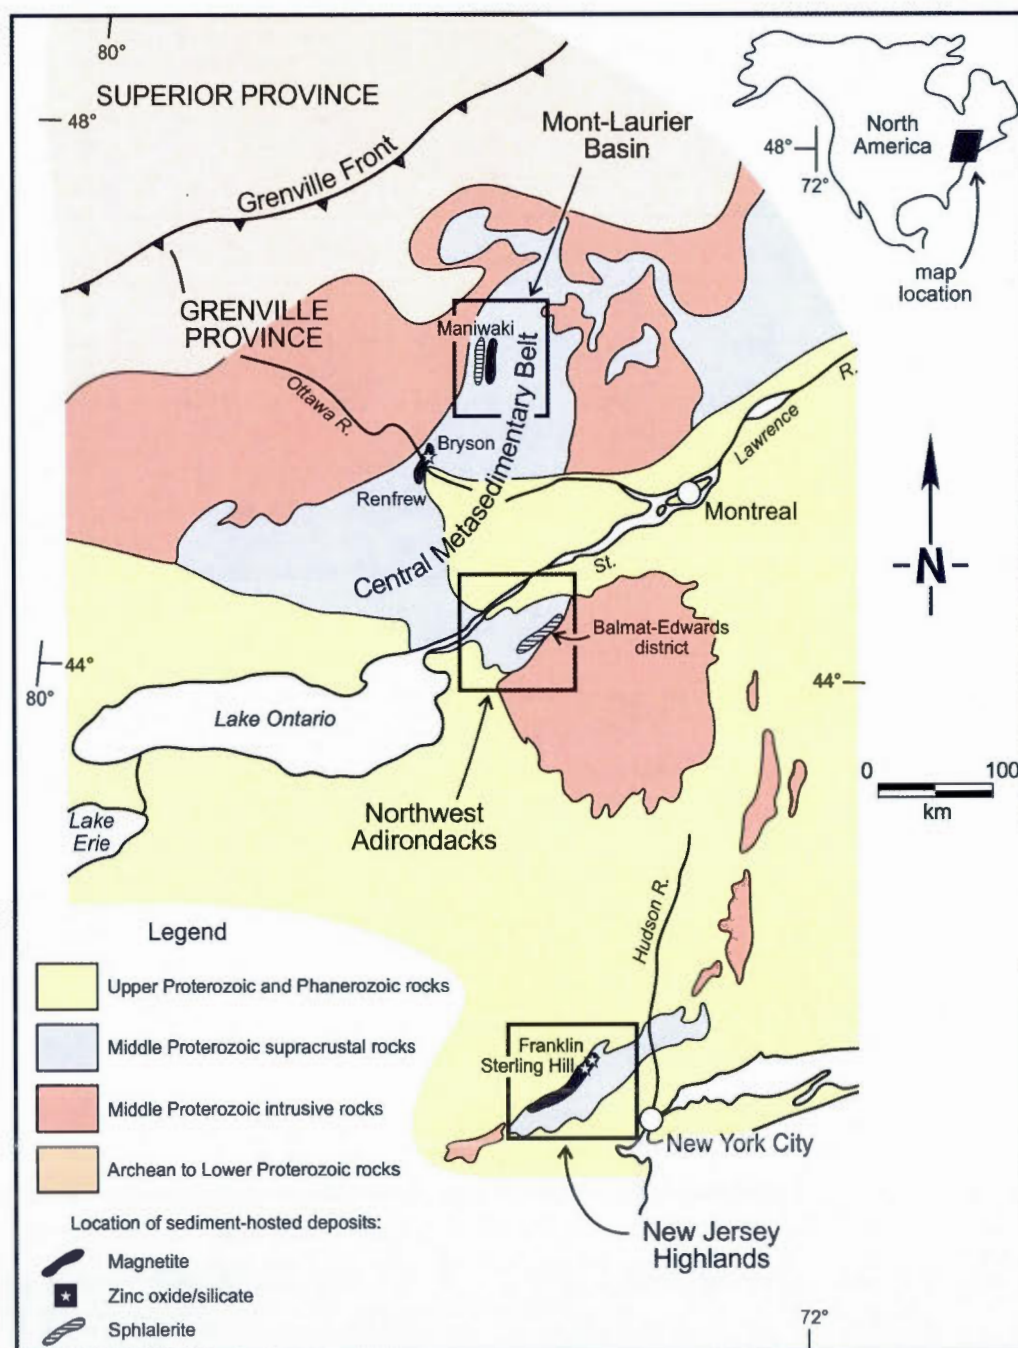 80°
SUPERIOR PROVINCE
48°
Mont-Laurier
Basin
North
America
48°
72°
map
location
Grenville Front
GRENVILLE
PROVINCE
Maniwaki
Ottawa R.
Central Metasedimentary Belt
Bryson
Renfrew
St.
Lawrence
R.
Montreal
N
Balmat-Edwards
district
44°
80°
44°
Lake Ontario
0 100
km
Northwest
Adirondacks
Lake
Erie
Hudson R.
Legend
Upper Proterozoic and Phanerozoic rocks
Middle Proterozoic supracrustal rocks
Middle Proterozoic intrusive rocks
Archean to Lower Proterozoic rocks
Location of sediment-hosted deposits:
Magnetite
Zinc oxide/silicate
Sphlalerite
Franklin
Sterling Hill
New York City
New Jersey
Highlands
72°